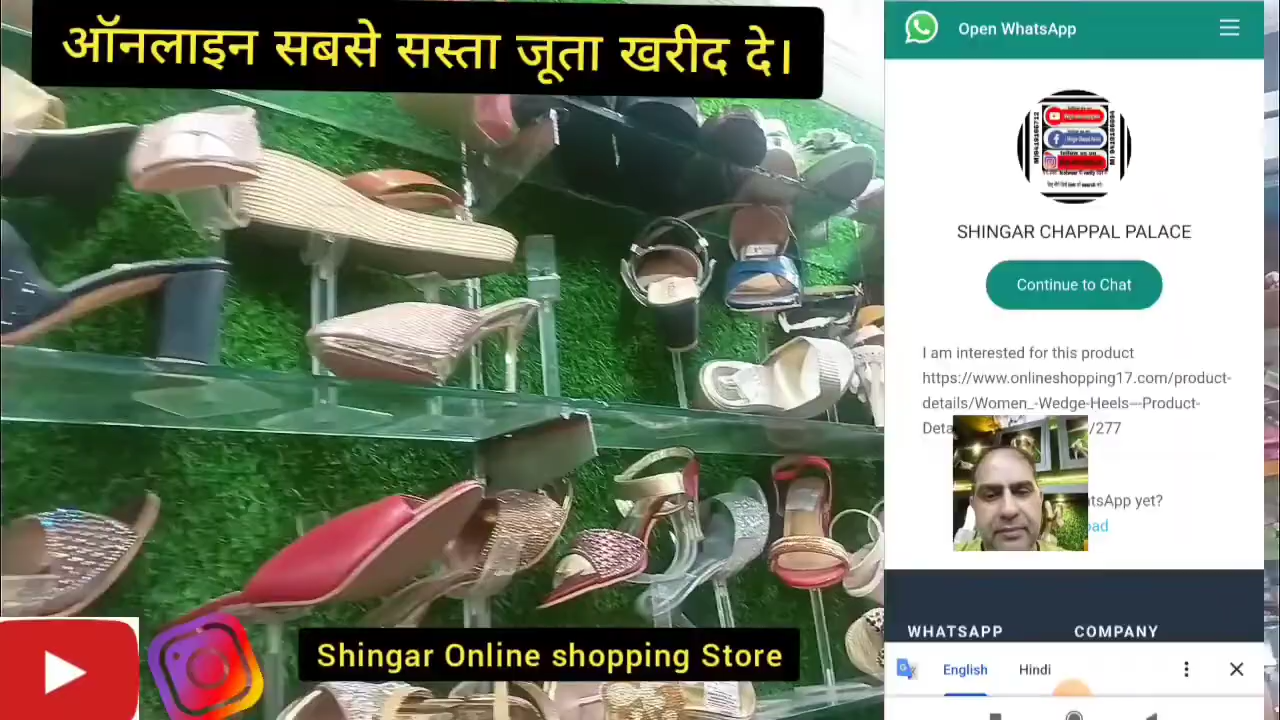 ऑनलाइन सबसे सस्ता जूता खरीद दे।
Open WhatsApp
SHINGAR CHAPPAL PALACE
Continue to Chat
I am interested for this product
https://www.onlineshopping17.com/product-
details/Women_-Wedge-Heels---Product-
/277
yet?
WHATSAPP COMPANY
English Hindi
Shingar Online shopping Store